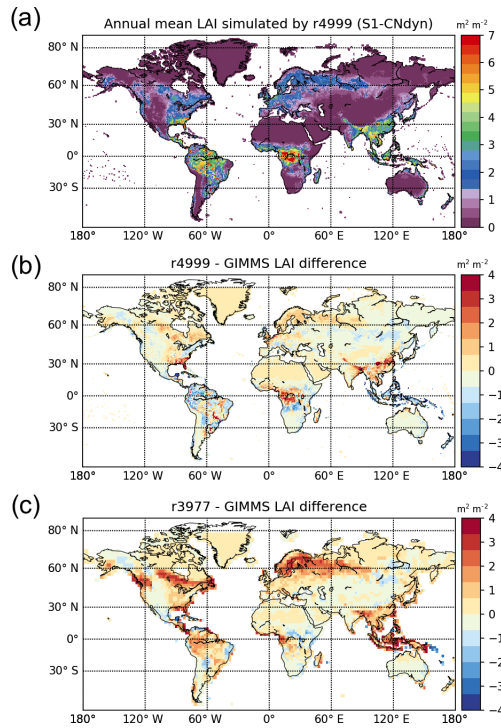 (a)
Annual mean LAI simulated by r4999 (S1-CNdyn)
m² m⁻²
80° N
60° N
30° N
0°
30° S
180° 120° W 60° W 0° 60° E 120° E 180°
7
6
5
4
3
2
1
0
(b)
r4999 - GIMMS LAI difference
m² m⁻²
80° N
60° N
30° N
0°
30° S
180° 120° W 60° W 0° 60° E 120° E 180°
4
3
2
1
0
−1
−2
−3
−4
(c)
r3977 - GIMMS LAI difference
m² m⁻²
80° N
60° N
30° N
0°
30° S
180° 120° W 60° W 0° 60° E 120° E 180°
4
3
2
1
0
−1
−2
−3
−4